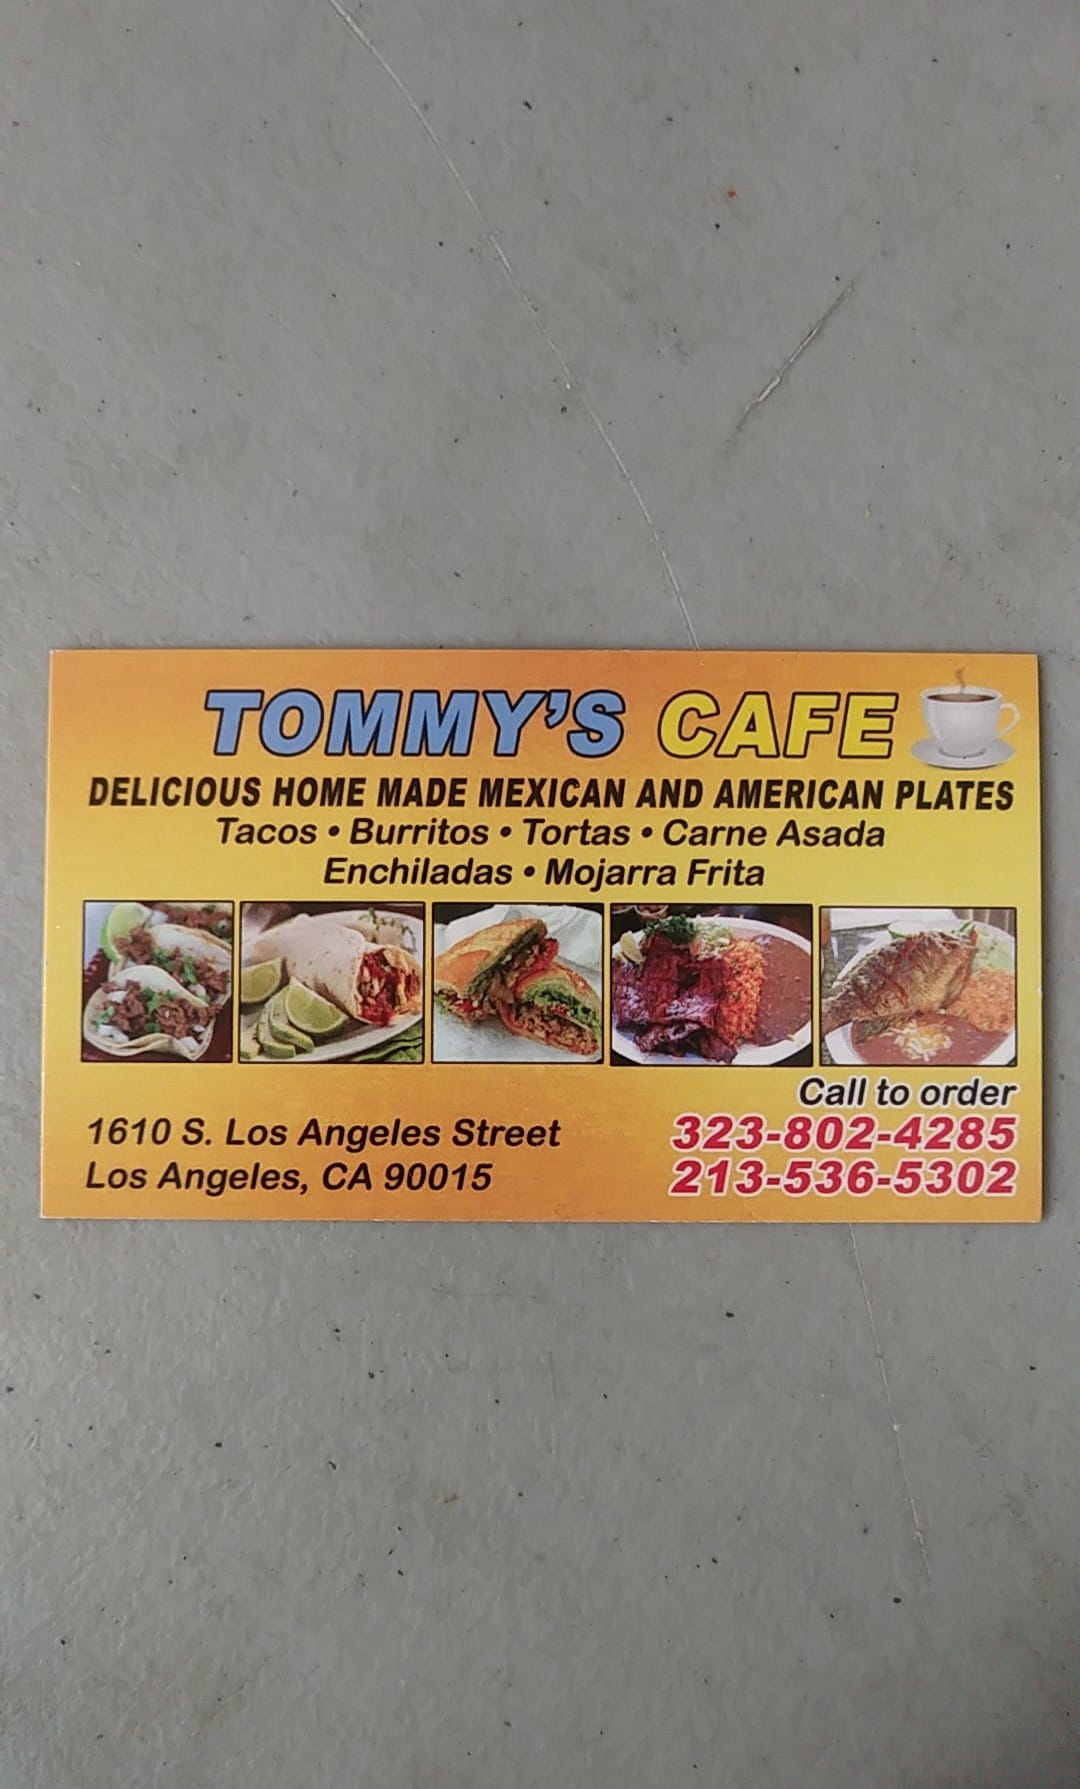 TOMMY'S CAFE
DELICIOUS HOME MADE MEXICAN AND AMERICAN PLATES
Tacos • Burritos • Tortas • Carne Asada
Enchiladas • Mojarra Frita
Call to order
1610 S. Los Angeles Street 323-802-4285
Los Angeles, CA 90015 213-536-5302